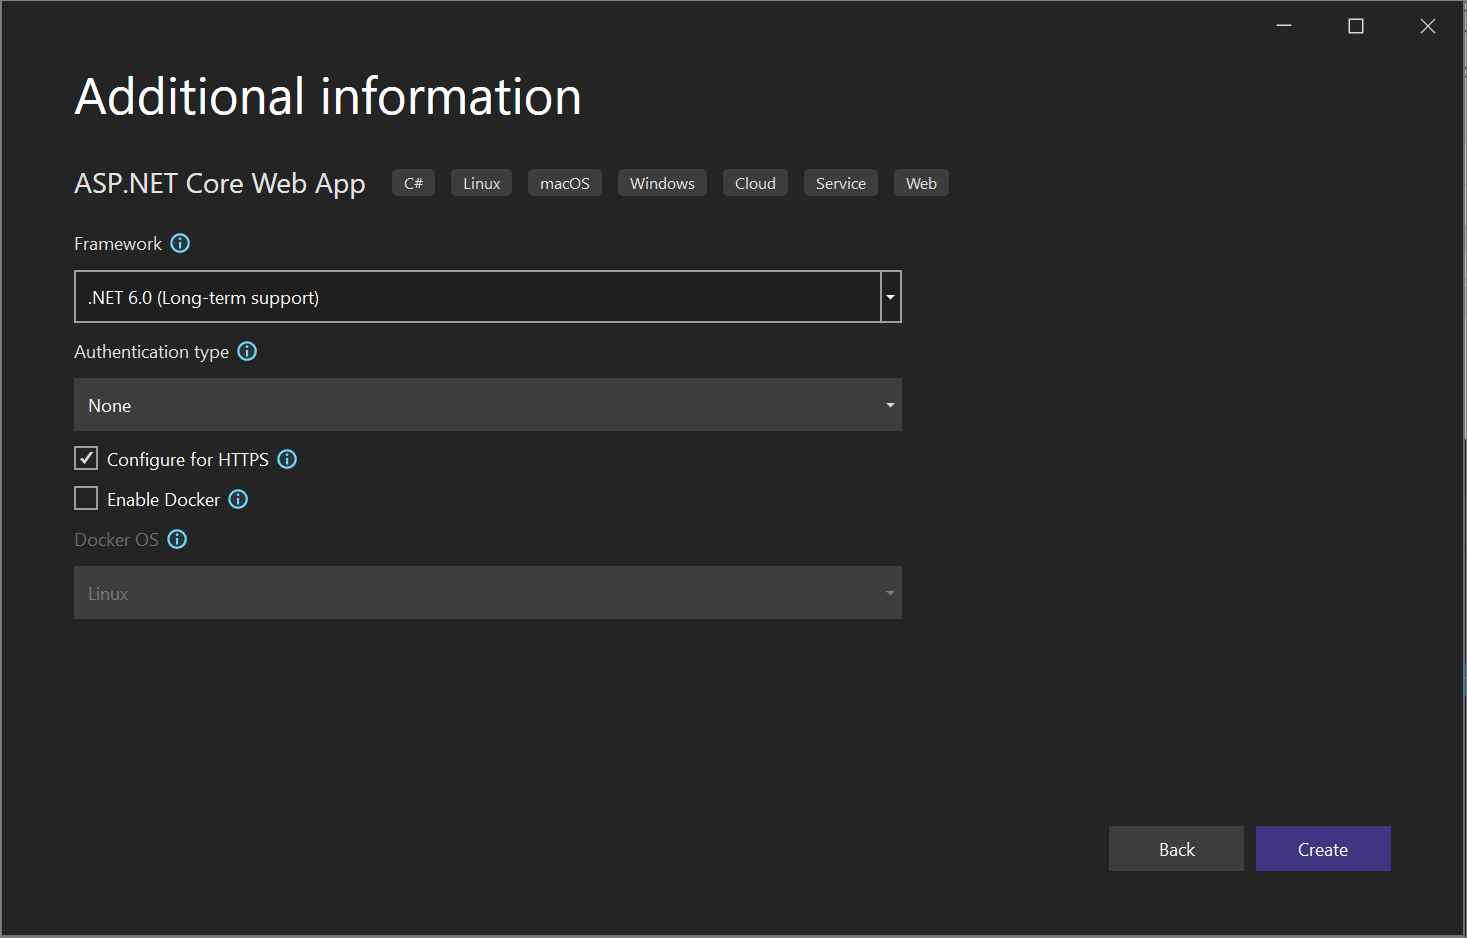 Additional information
ASP.NET Core Web App C# Linux macOS Windows Cloud Service Web
Framework
.NET 6.0 (Long-term support)
Authentication type
None
Configure for HTTPS
Enable Docker
Docker OS
Linux
Back Create